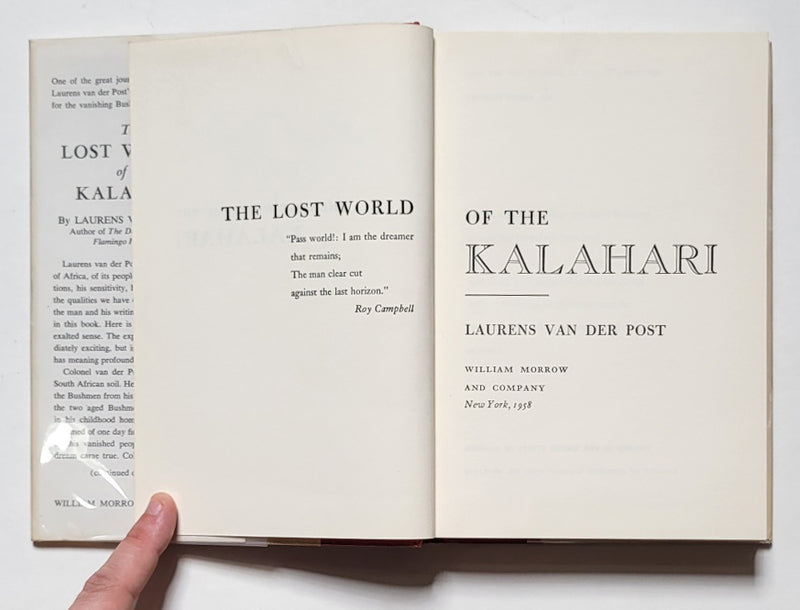 One of the great jour
Laurens van der Post'
for the vanishing Bus
T
LOST W
of
KALA
By LAURENS V
Author of The D
Flamingo F
Laurens van der Po
of Africa, of its peopl
tions, his sensitivity, l
the qualities we have
the man and his writin
in this book. Here is
exalted sense. The exp
diately exciting, but i
has meaning profound
Colonel van der P
South African soil. He
the Bushmen from his
the two aged Bushme
in his childhood hom
of one day fi
vanished peop
dream came true. Co
(continued o
WILLIAM MORRO
THE LOST WORLD
"Pass world!: I am the dreamer
that remains;
The man clear cut
against the last horizon."
Roy Campbell
OF THE
KALAHARI
LAURENS VAN DER POST
WILLIAM MORROW
AND COMPANY
New York, 1958